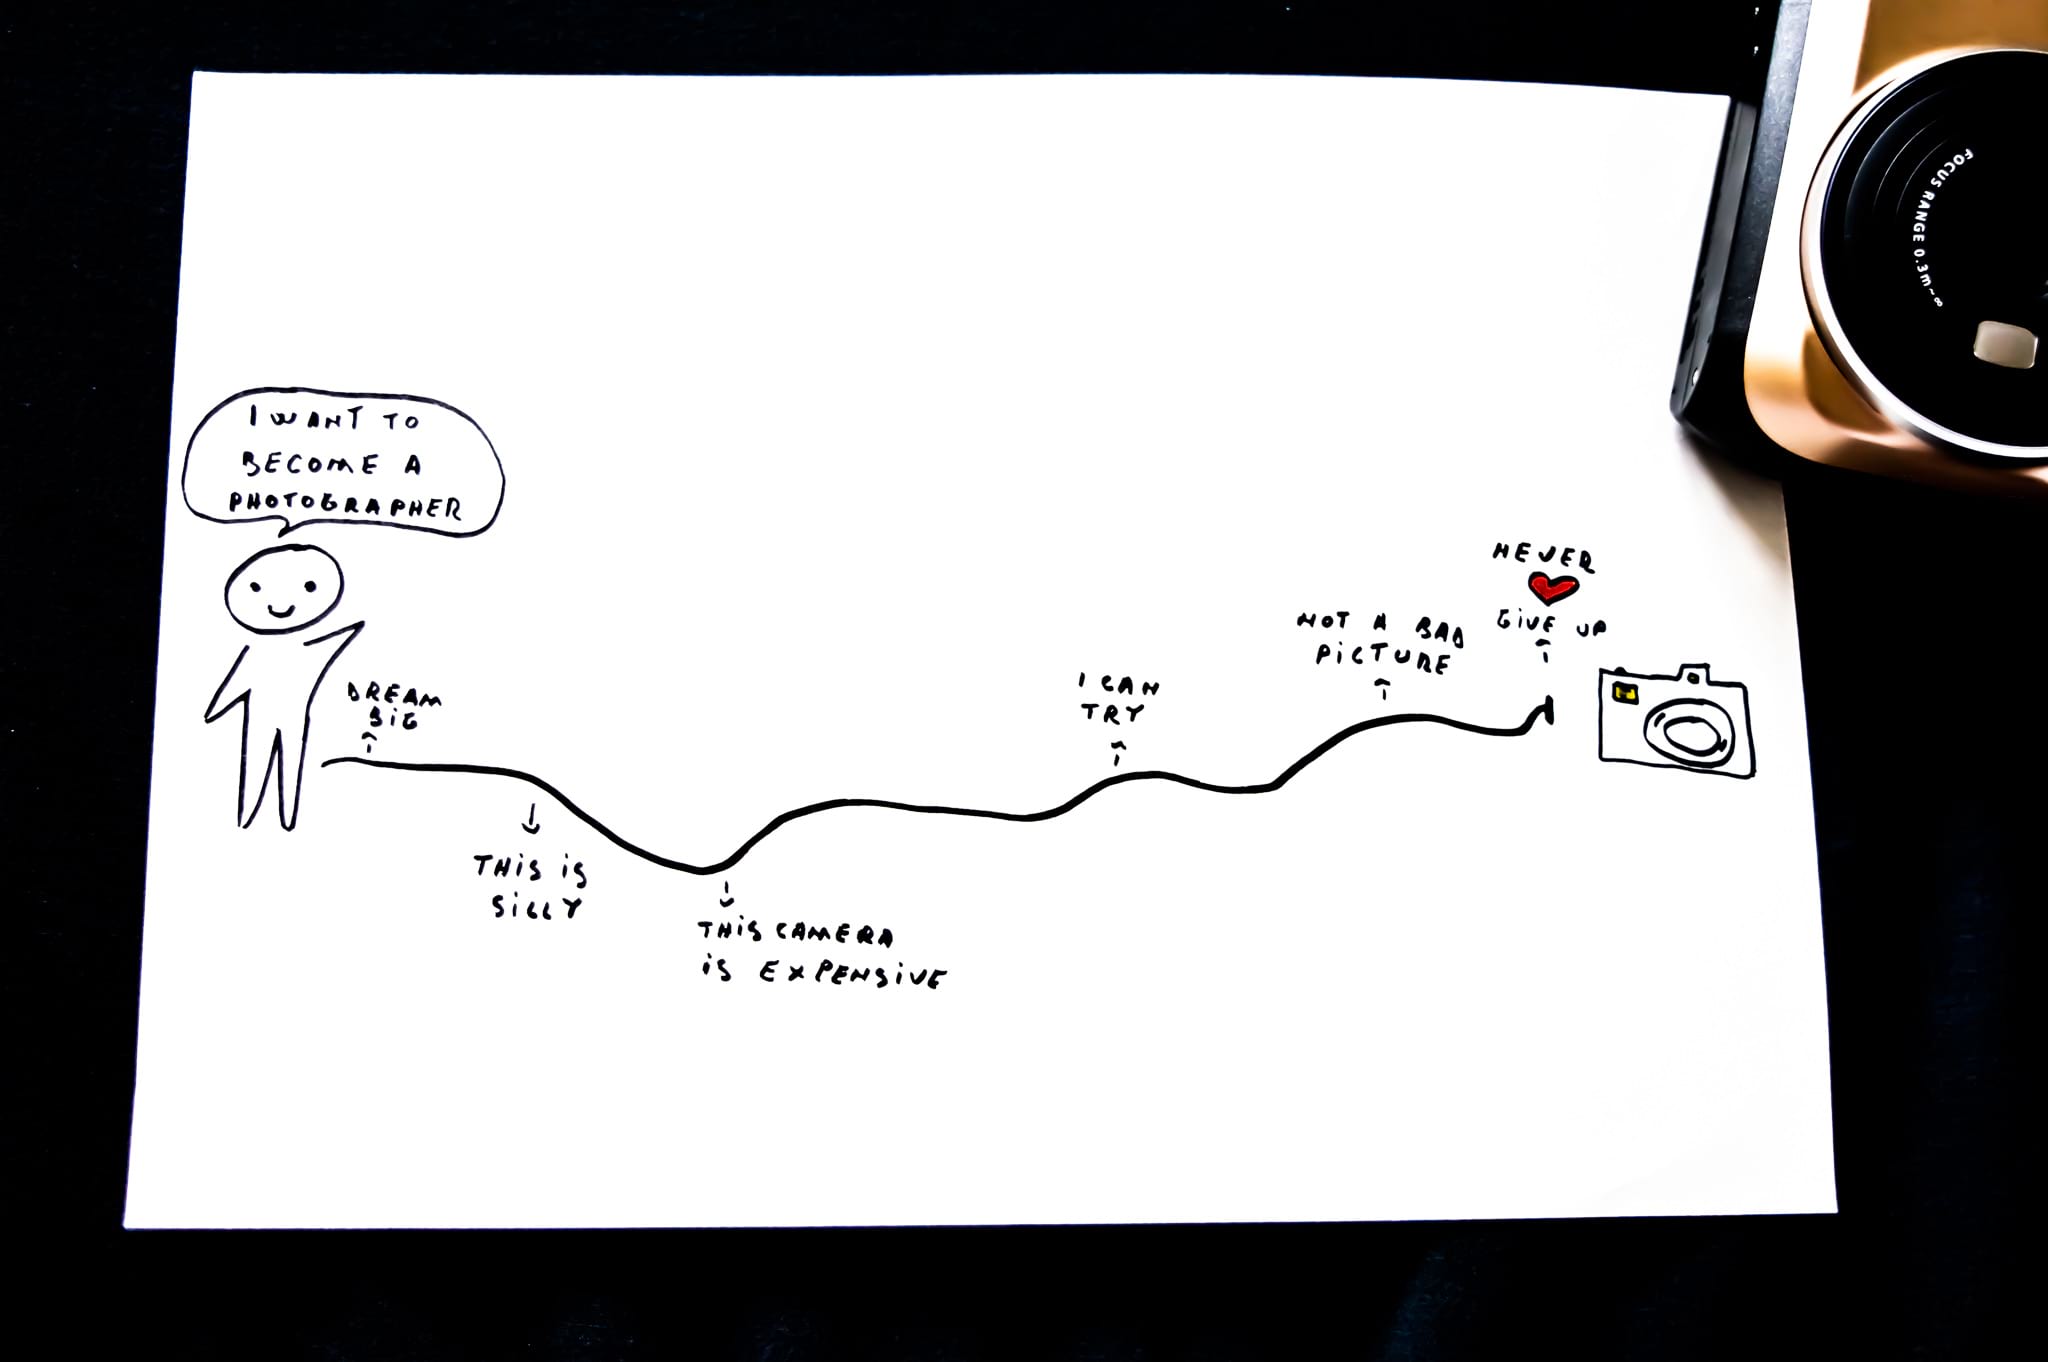 I WANT TO
BECOME A
PHOTOGRAPHER
DREAM
BiG
THiS iS
SiLLY
THiS CAMERA
iS EXPENSiVE
I CAN
TRY
NOT A BAD
PiCTURE
NEVER
GiVE UP
FOCUS RANGE 0.3m~∞